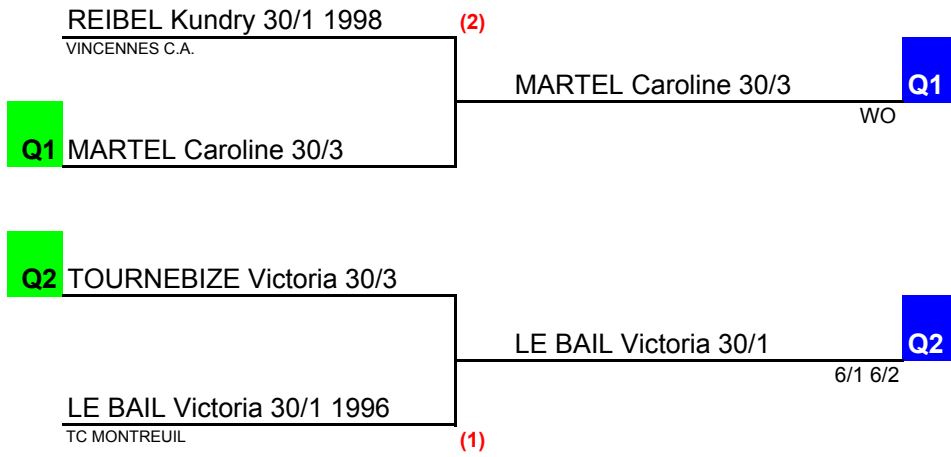 REIBEL Kundry 30/1 1998 (2)
VINCENNES C.A.
MARTEL Caroline 30/3 Q1
WO
Q1 MARTEL Caroline 30/3
Q2 TOURNEBIZE Victoria 30/3
LE BAIL Victoria 30/1 Q2
6/1 6/2
LE BAIL Victoria 30/1 1996
TC MONTREUIL (1)